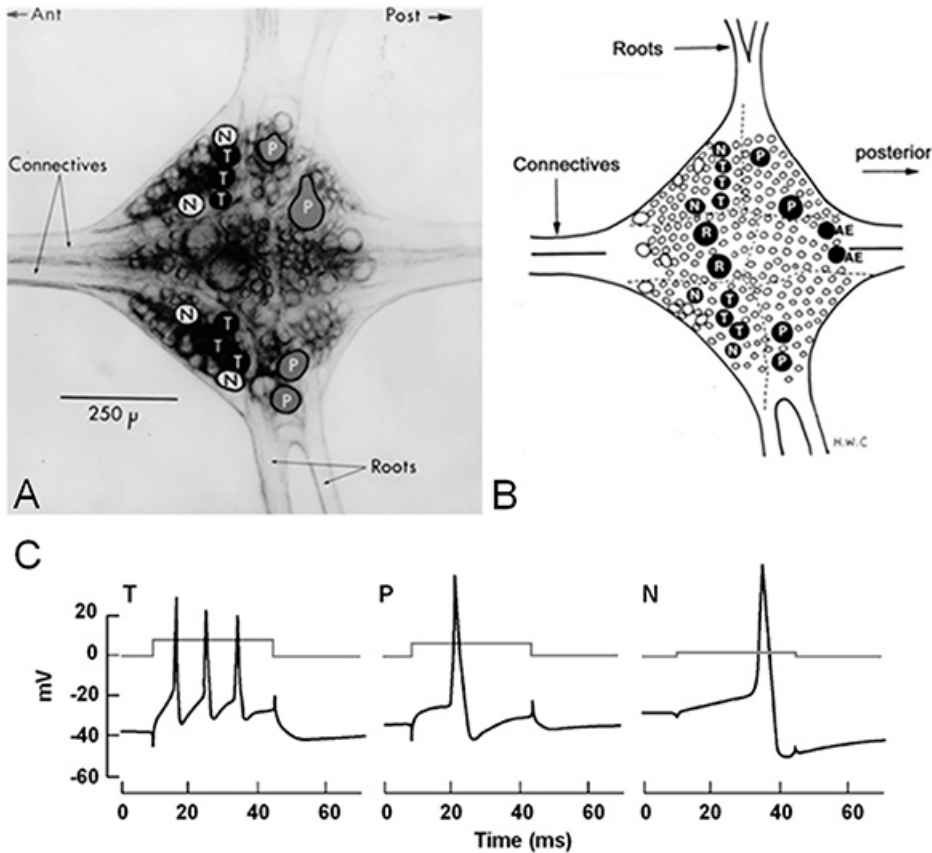 ←Ant
Post →
Connectives
N
T
T
T
N
P
P
N
T
T
T
N
P
P
250 µ
Roots
A
Roots
Connectives
posterior
N
T
T
T
N
P
P
R
R
AE
AE
N
T
T
T
N
P
P
H.W.C
B
C
T
P
N
mV
20
0
-20
-40
-60
0 20 40 60
0 20 40 60
0 20 40 60
Time (ms)